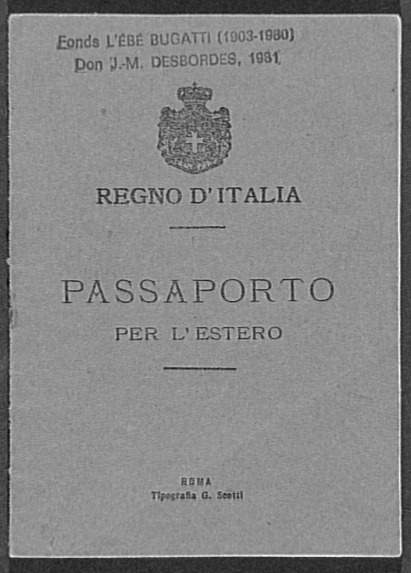 Fonds L'ÉBÉ BUGATTI (1903-1980)
Don J.-M. DESBORDES, 1981.
REGNO D'ITALIA
PASSAPORTO
PER L'ESTERO
ROMA
Tipografia G. Scotti